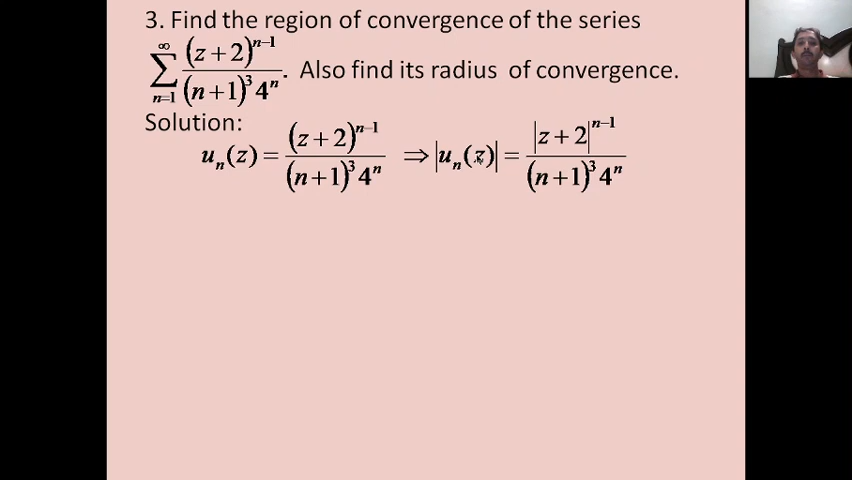 3. Find the region of convergence of the series
∑_{n=1}^{∞} (z+2)^{n−1} / ((n+1)^3 4^n). Also find its radius of convergence.
Solution:
u_n(z) = (z+2)^{n−1} / ((n+1)^3 4^n) ⇒ |u_n(z)| = |z+2|^{n−1} / ((n+1)^3 4^n)